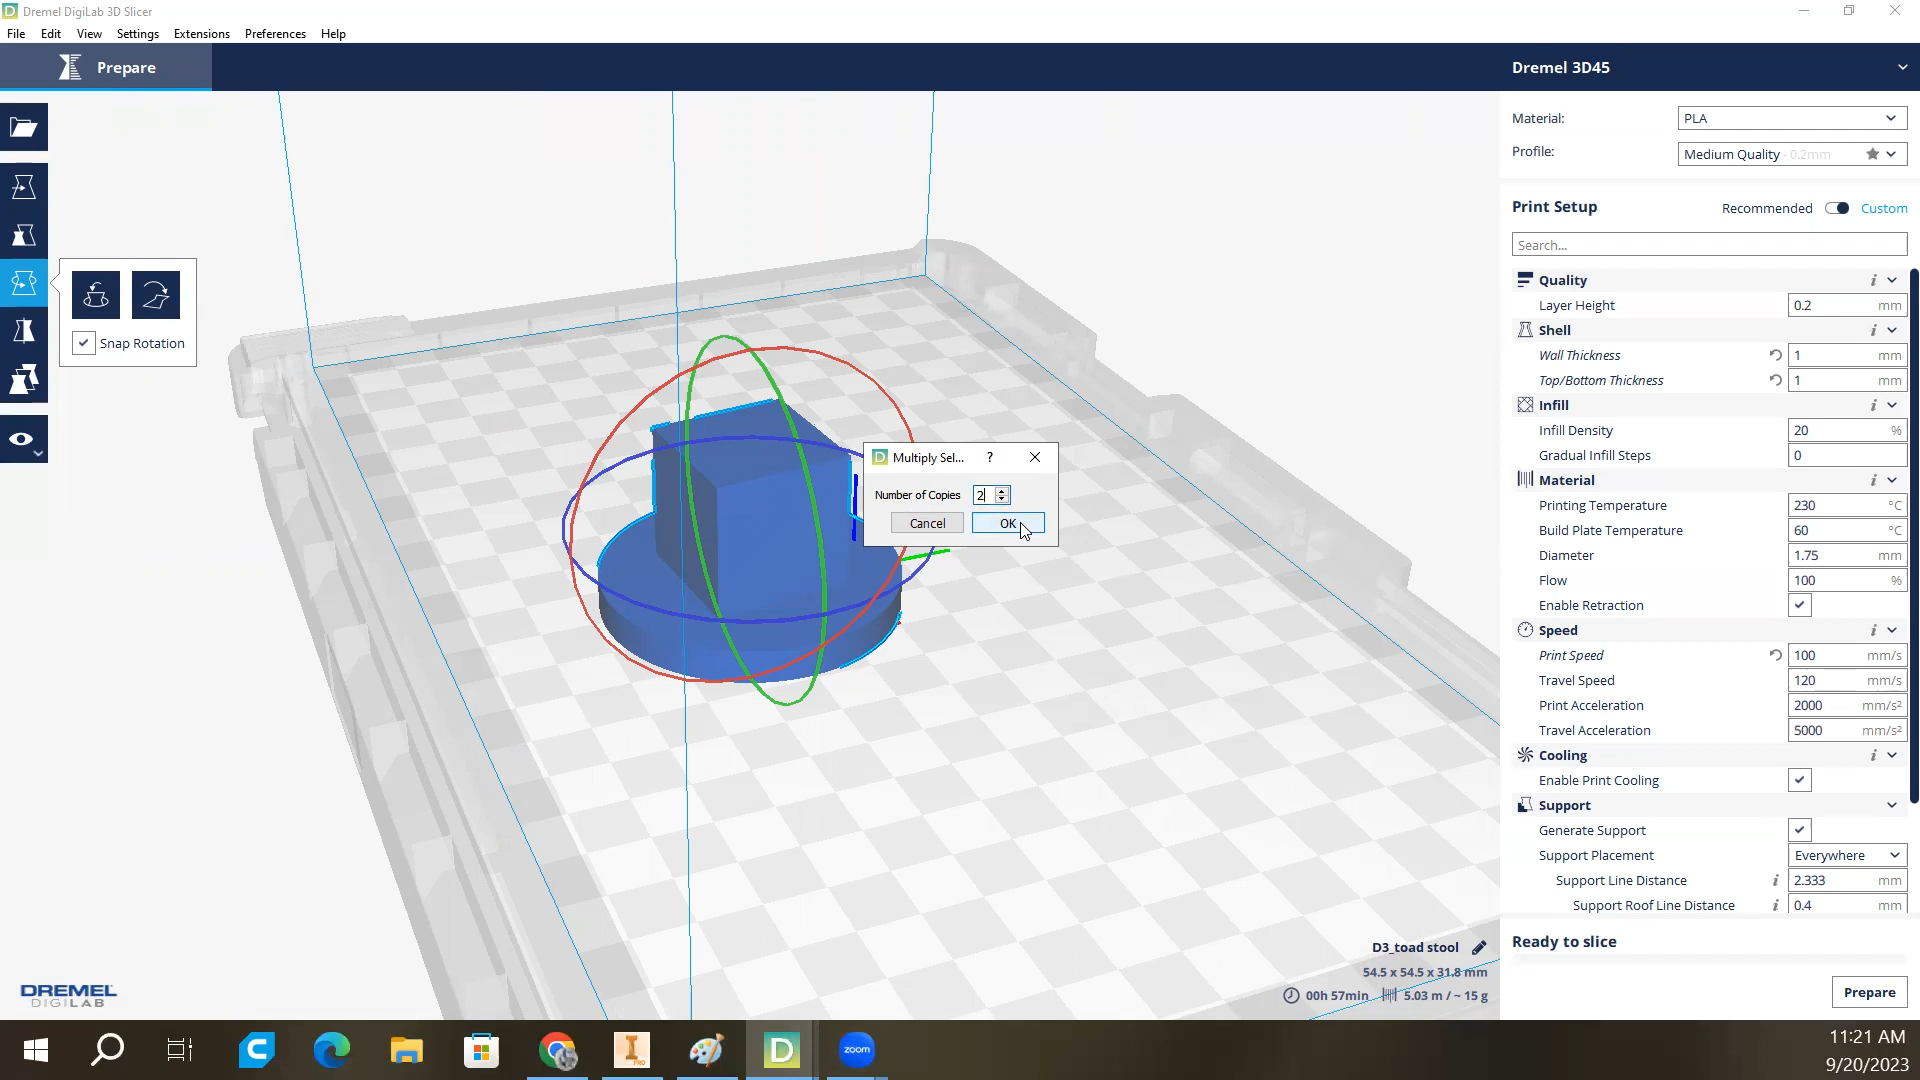 Dremel DigiLab 3D Slicer
File Edit View Settings Extensions Preferences Help
Prepare
Dremel 3D45
Material: PLA
Profile: Medium Quality - 0.2mm
Print Setup Recommended Custom
Search...
Quality i
Layer Height 0.2 mm
Shell i
Wall Thickness 1 mm
Top/Bottom Thickness 1 mm
Infill i
Infill Density 20 %
Gradual Infill Steps 0
Material i
Printing Temperature 230 °C
Build Plate Temperature 60 °C
Diameter 1.75 mm
Flow 100 %
Enable Retraction
Speed i
Print Speed 100 mm/s
Travel Speed 120 mm/s
Print Acceleration 2000 mm/s²
Travel Acceleration 5000 mm/s²
Cooling i
Enable Print Cooling
Support
Generate Support
Support Placement Everywhere
Support Line Distance i 2.333 mm
Support Roof Line Distance i 0.4 mm
Ready to slice
Prepare
Snap Rotation
D Multiply Sel... ?
Number of Copies 2
Cancel OK
D3_toad stool
54.5 x 54.5 x 31.8 mm
00h 57min 5.03 m / ~ 15 g
DREMEL
DIGILAB
I PRO
D
zoom
11:21 AM
9/20/2023